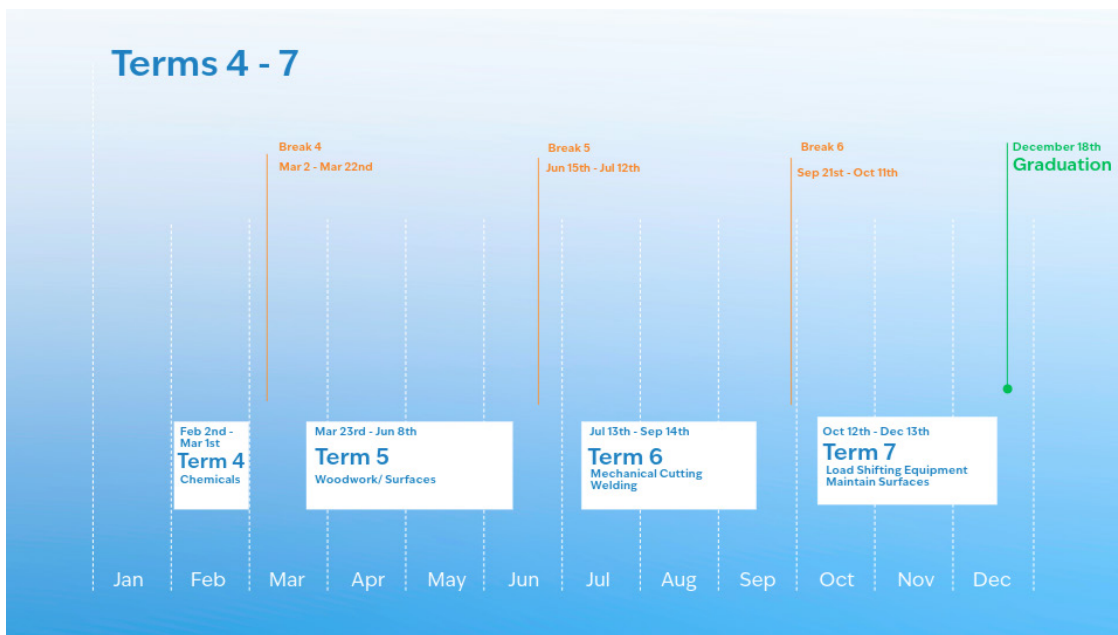 Terms 4 - 7
Break 4
Mar 2 - Mar 22nd
Break 5
Jun 15th - Jul 12th
Break 6
Sep 21st - Oct 11th
December 18th
Graduation
Feb 2nd -
Mar 1st
Term 4
Chemicals
Mar 23rd - Jun 8th
Term 5
Woodwork/ Surfaces
Jul 13th - Sep 14th
Term 6
Mechanical Cutting
Welding
Oct 12th - Dec 13th
Term 7
Load Shifting Equipment
Maintain Surfaces
Jan Feb Mar Apr May Jun Jul Aug Sep Oct Nov Dec